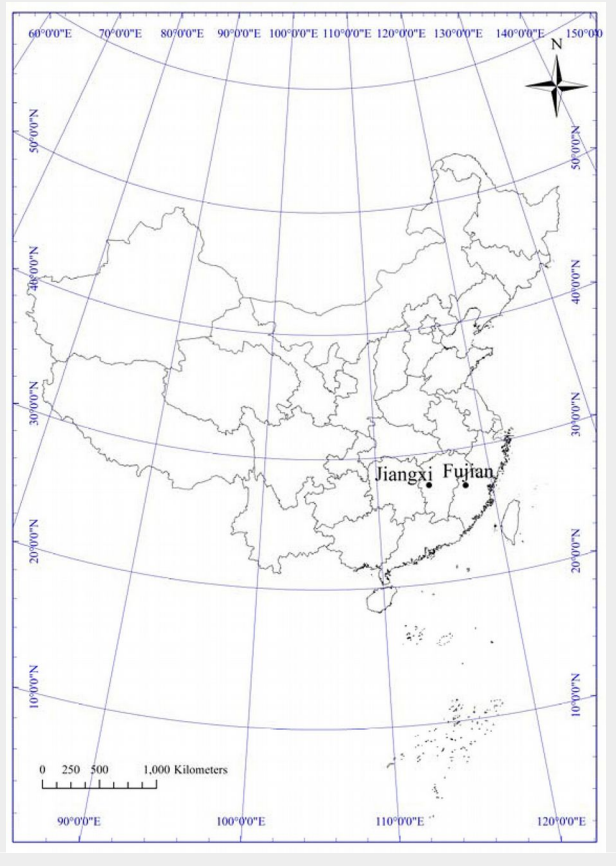 60°0'0"E 70°0'0"E 80°0'0"E 90°0'0"E 100°0'0"E 110°0'0"E 120°0'0"E 130°0'0"E 140°0'0"E 150°0'0"
N
50°0'0"N 50°0'0"N
40°0'0"N 40°0'0"N
30°0'0"N 30°0'0"N
Jiangxi Fujian
20°0'0"N 20°0'0"N
10°0'0"N 10°0'0"N
0 250 500 1,000 Kilometers
90°0'0"E 100°0'0"E 110°0'0"E 120°0'0"E